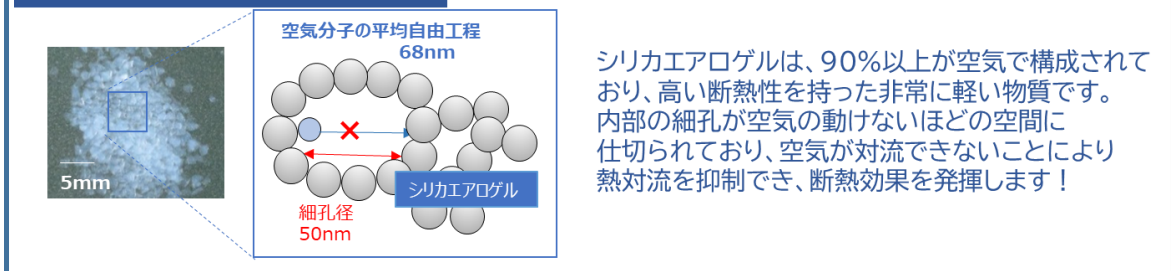 空気分子の平均自由工程
68nm
5mm
シリカエアロゲル
細孔径
50nm
シリカエアロゲルは、90%以上が空気で構成されて
おり、高い断熱性を持った非常に軽い物質です。
内部の細孔が空気の動けないほどの空間に
仕切られており、空気が対流できないことにより
熱対流を抑制でき、断熱効果を発揮します!